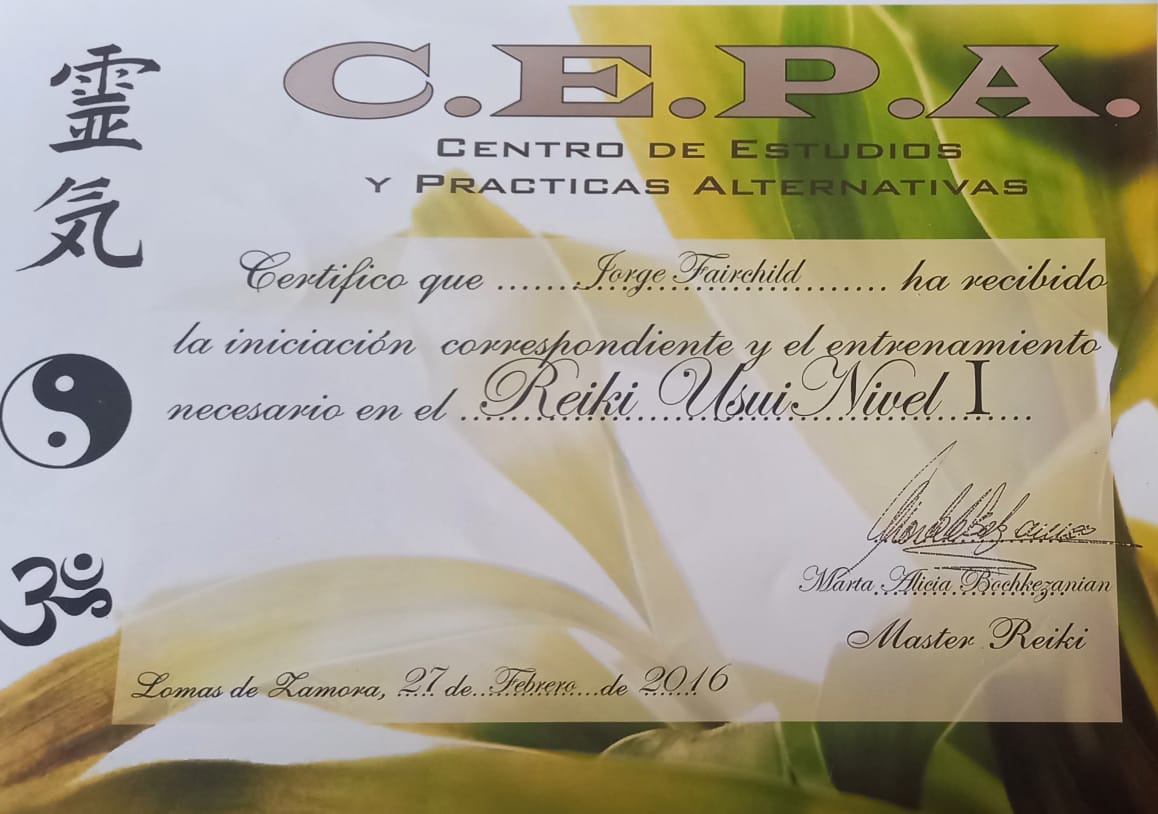 霊
気
C.E.P.A.
CENTRO DE ESTUDIOS
Y PRACTICAS ALTERNATIVAS
Certifico que ......Jorge Fairchild...... ha recibido
la iniciación correspondiente y el entrenamiento
necesario en el ..Reiki Usui Nivel I...
Marta Alicia Bochkezanian
Master Reiki
Lomas de Zamora, 27 de..Febrero...de 2016
ॐ